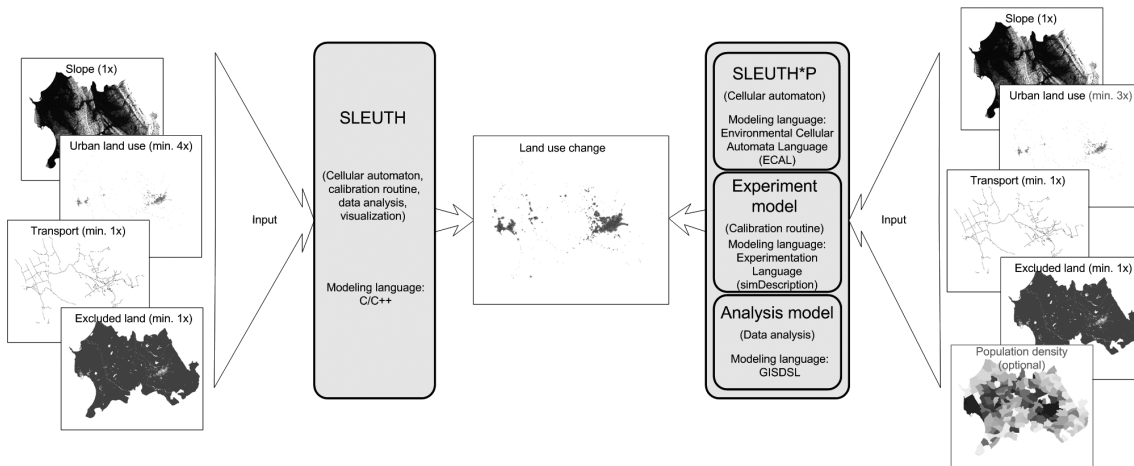 Slope (1x)
Urban land use (min. 4x)
Transport (min. 1x)
Excluded land (min. 1x)
Input
SLEUTH
(Cellular automaton,
calibration routine,
data analysis,
visualization)
Modeling language:
C/C++
Land use change
SLEUTH*P
(Cellular automaton)
Modeling language:
Environmental Cellular
Automata Language
(ECAL)
Experiment
model
(Calibration routine)
Modeling language:
Experimentation
Language
(simDescription)
Analysis model
(Data analysis)
Modeling language:
GISDSL
Input
Slope (1x)
Urban land use (min. 3x)
Transport (min. 1x)
Excluded land (min. 1x)
Population density
(optional)